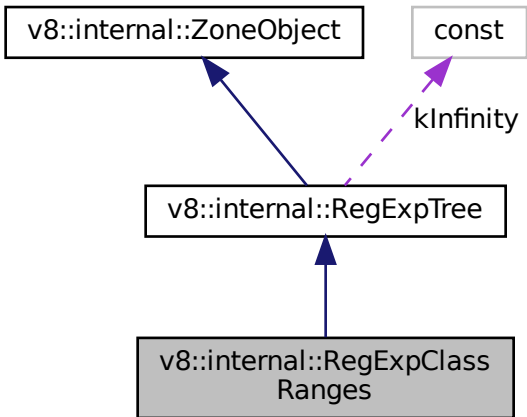 v8::internal::ZoneObject
const
kInfinity
v8::internal::RegExpTree
v8::internal::RegExpClass
Ranges